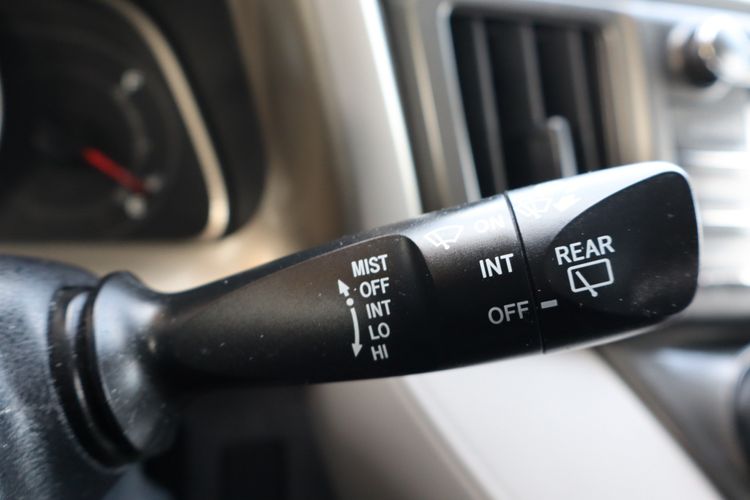 MIST
OFF
INT
LO
HI
ON
INT
OFF
REAR